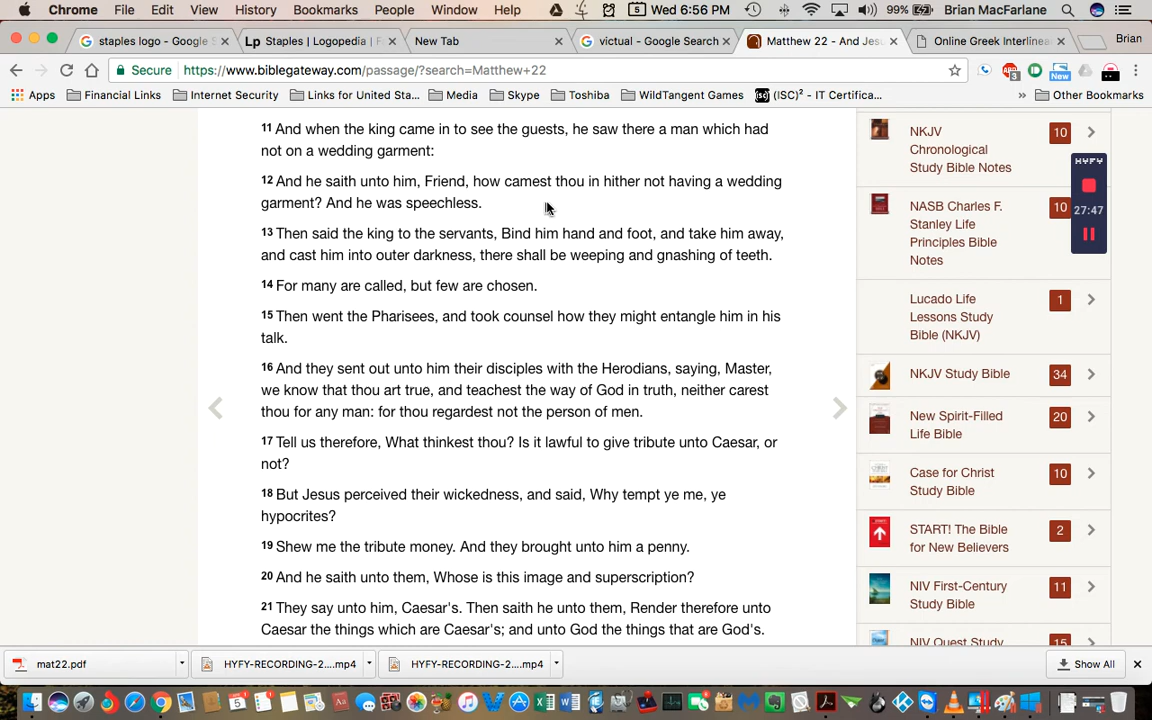 Chrome File Edit View History Bookmarks People Window Help 5 Wed 6:56 PM 99% Brian MacFarlane
staples logo - Google S Lp Staples | Logopedia | F New Tab victual - Google Search Matthew 22 - And Jesu Online Greek Interlinea Brian
Secure https://www.biblegateway.com/passage/?search=Matthew+22 3 New
Apps Financial Links Internet Security Links for United Sta... Media Skype Toshiba WildTangent Games (ISC)² - IT Certifica... » Other Bookmarks
11 And when the king came in to see the guests, he saw there a man which had
not on a wedding garment:
12 And he saith unto him, Friend, how camest thou in hither not having a wedding
garment? And he was speechless.
13 Then said the king to the servants, Bind him hand and foot, and take him away,
and cast him into outer darkness, there shall be weeping and gnashing of teeth.
14 For many are called, but few are chosen.
15 Then went the Pharisees, and took counsel how they might entangle him in his
talk.
16 And they sent out unto him their disciples with the Herodians, saying, Master,
we know that thou art true, and teachest the way of God in truth, neither carest
thou for any man: for thou regardest not the person of men.
17 Tell us therefore, What thinkest thou? Is it lawful to give tribute unto Caesar, or
not?
18 But Jesus perceived their wickedness, and said, Why tempt ye me, ye
hypocrites?
19 Shew me the tribute money. And they brought unto him a penny.
20 And he saith unto them, Whose is this image and superscription?
21 They say unto him, Caesar's. Then saith he unto them, Render therefore unto
Caesar the things which are Caesar's; and unto God the things that are God's.
NKJV 10
Chronological
Study Bible Notes
NASB Charles F. 10
Stanley Life
Principles Bible
Notes
Lucado Life 1
Lessons Study
Bible (NKJV)
NKJV Study Bible 34
New Spirit-Filled 20
Life Bible
Case for Christ 10
Study Bible
START! The Bible 2
for New Believers
NIV First-Century 11
Study Bible
NIV Quest Study 15
HYFY
27:47
mat22.pdf HYFY-RECORDING-2....mp4 HYFY-RECORDING-2....mp4 Show All